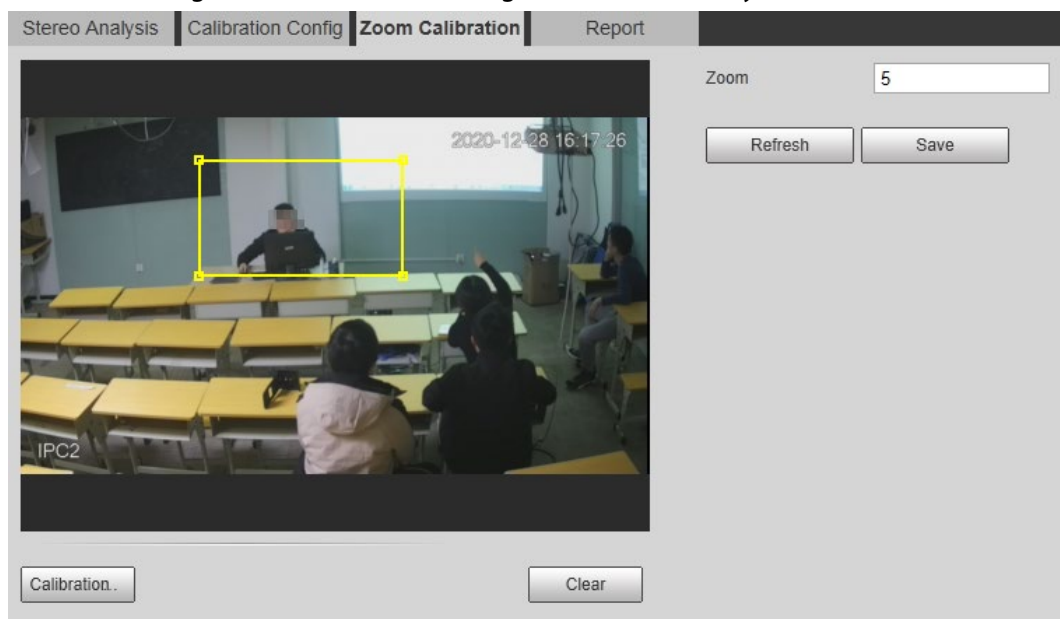 Stereo Analysis Calibration Config Zoom Calibration Report
Zoom 5
2020-12-28 16:17:26
Refresh Save
IPC2
Calibration..
Clear